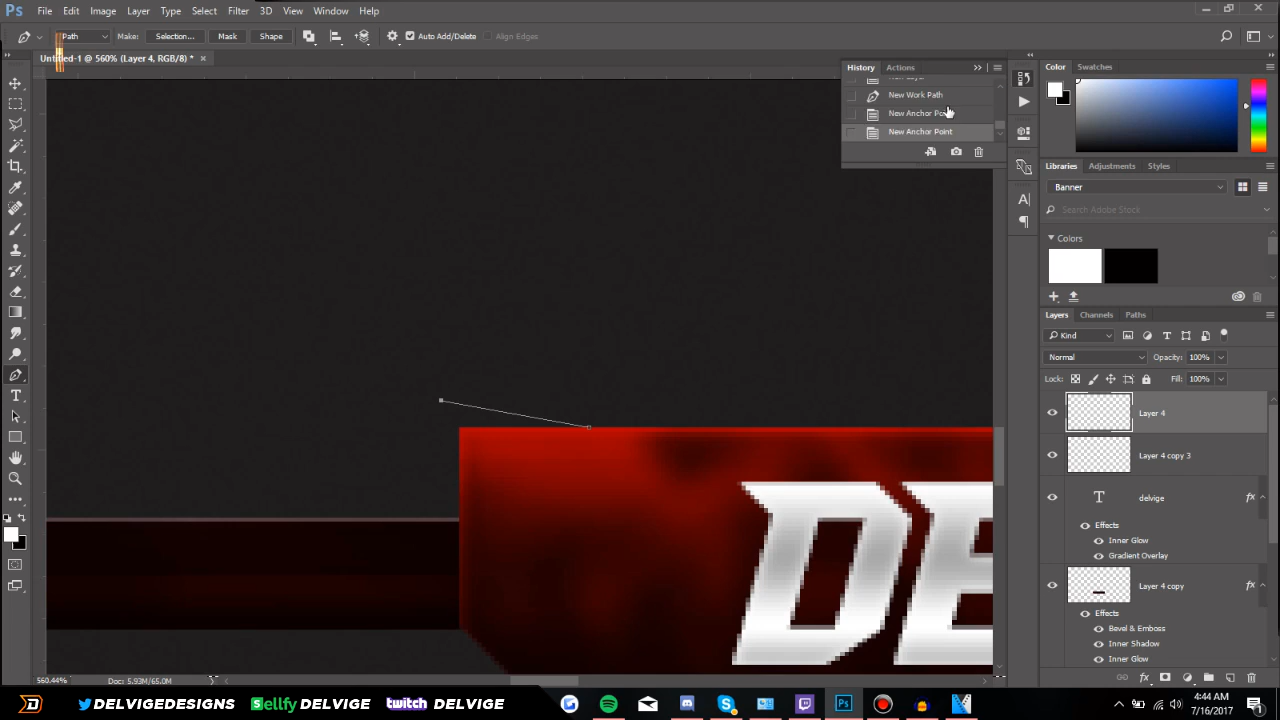 Ps File Edit Image Layer Type Select Filter 3D View Window Help
Path Make: Selection... Mask Shape Auto Add/Delete Align Edges
Untitled-1 @ 560% (Layer 4, RGB/8) *
History Actions
New Work Path
New Anchor Point
New Anchor Point
Color Swatches
Libraries Adjustments Styles
Banner
Search Adobe Stock
Colors
Layers Channels Paths
Kind
Normal Opacity: 100%
Lock: Fill: 100%
Layer 4
Layer 4 copy 3
T delvige fx
Effects
Inner Glow
Gradient Overlay
Layer 4 copy fx
Effects
Bevel & Emboss
Inner Shadow
Inner Glow
560.44% Doc: 5.93M/65.0M
DELVIGEDESIGNS Sellfy DELVIGE twitch DELVIGE
4:44 AM
7/16/2017